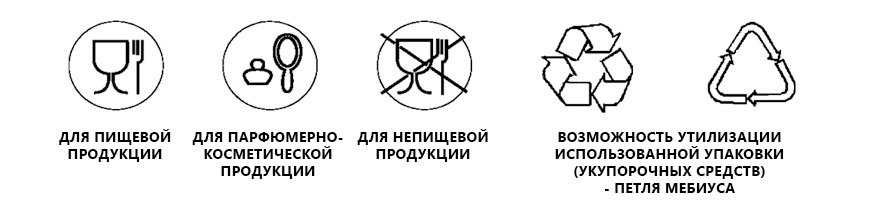 ДЛЯ ПИЩЕВОЙ
ПРОДУКЦИИ
ДЛЯ ПАРФЮМЕРНО-
КОСМЕТИЧЕСКОЙ
ПРОДУКЦИИ
ДЛЯ НЕПИЩЕВОЙ
ПРОДУКЦИИ
ВОЗМОЖНОСТЬ УТИЛИЗАЦИИ
ИСПОЛЬЗОВАННОЙ УПАКОВКИ
(УКУПОРОЧНЫХ СРЕДСТВ)
- ПЕТЛЯ МЕБИУСА